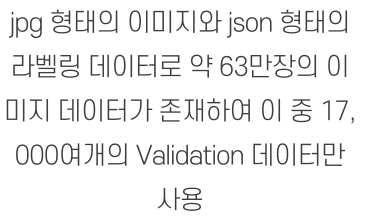 jpg 형태의 이미지와 json 형태의
라벨링 데이터로 약 63만장의 이
미지 데이터가 존재하여 이 중 17,
000여개의 Validation 데이터만
사용